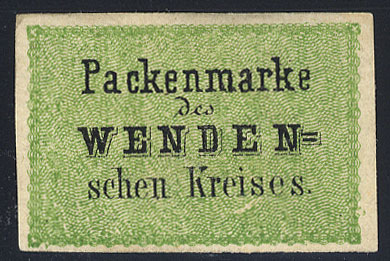 Packenmarke
des
WENDEN=
schen Kreises.